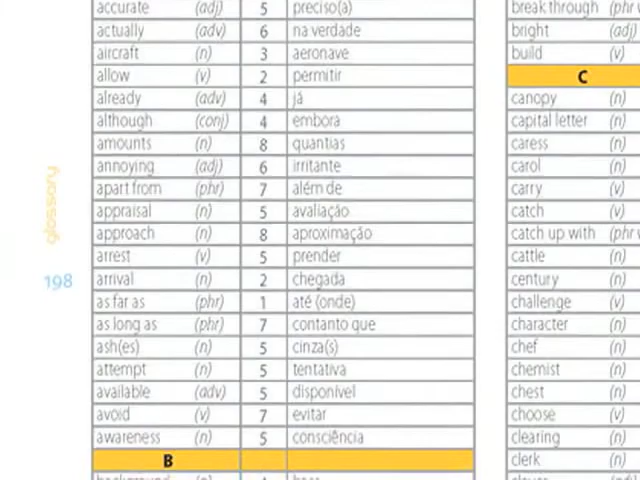 accurate (adj) 5 preciso(a)
actually (adv) 6 na verdade
aircraft (n) 3 aeronave
allow (v) 2 permitir
already (adv) 4 já
although (conj) 4 embora
amounts (n) 8 quantias
annoying (adj) 6 irritante
apart from (phr) 7 além de
appraisal (n) 5 avaliação
approach (n) 8 aproximação
arrest (v) 5 prender
arrival (n) 2 chegada
as far as (phr) 1 até (onde)
as long as (phr) 7 contanto que
ash(es) (n) 5 cinza(s)
attempt (n) 5 tentativa
available (adv) 5 disponível
avoid (v) 7 evitar
awareness (n) 5 consciência
B
break through (phr v
bright (adj)
build (v)
C
canopy (n)
capital letter (n)
caress (n)
carol (n)
carry (v)
catch (v)
catch up with (phr v
cattle (n)
century (n)
challenge (v)
character (n)
chef (n)
chemist (n)
chest (n)
choose (v)
clearing (n)
clerk (n)
glossary
198